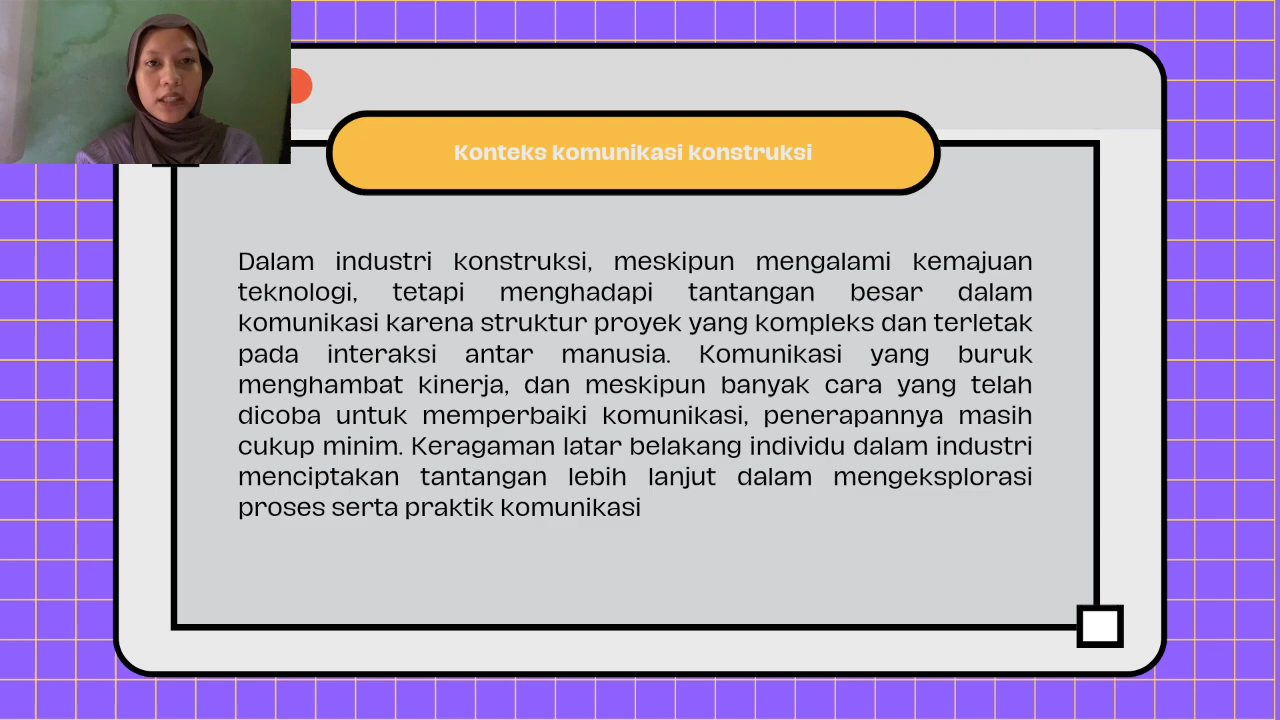 Konteks komunikasi konstruksi
Dalam industri konstruksi, meskipun mengalami kemajuan
teknologi, tetapi menghadapi tantangan besar dalam
komunikasi karena struktur proyek yang kompleks dan terletak
pada interaksi antar manusia. Komunikasi yang buruk
menghambat kinerja, dan meskipun banyak cara yang telah
dicoba untuk memperbaiki komunikasi, penerapannya masih
cukup minim. Keragaman latar belakang individu dalam industri
menciptakan tantangan lebih lanjut dalam mengeksplorasi
proses serta praktik komunikasi